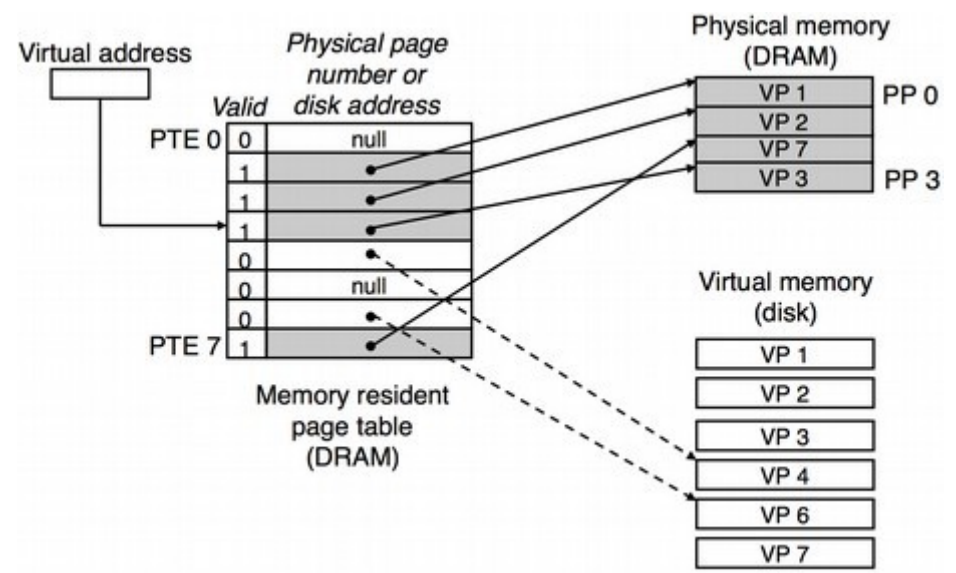 Virtual address
Physical page
number or
disk address
Valid
PTE 0
0
null
1
1
1
0
0
null
0
PTE 7
1
Memory resident
page table
(DRAM)
Physical memory
(DRAM)
VP 1
PP 0
VP 2
VP 7
VP 3
PP 3
Virtual memory
(disk)
VP 1
VP 2
VP 3
VP 4
VP 6
VP 7